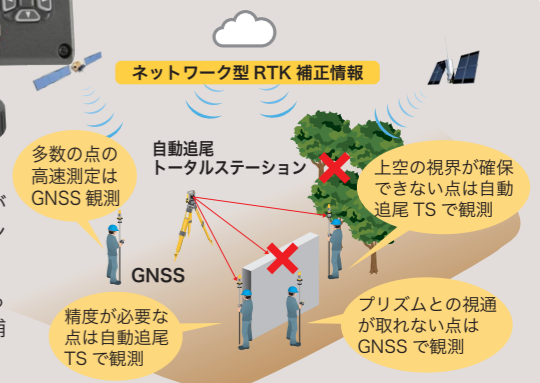 ネットワーク型 RTK 補正情報
多数の点の
高速測定は
GNSS 観測
自動追尾
トータルステーション
上空の視界が確保
できない点は自動
追尾 TS で観測
GNSS
精度が必要な
点は自動追尾
TS で観測
プリズムとの視通
が取れない点は
GNSS で観測
が